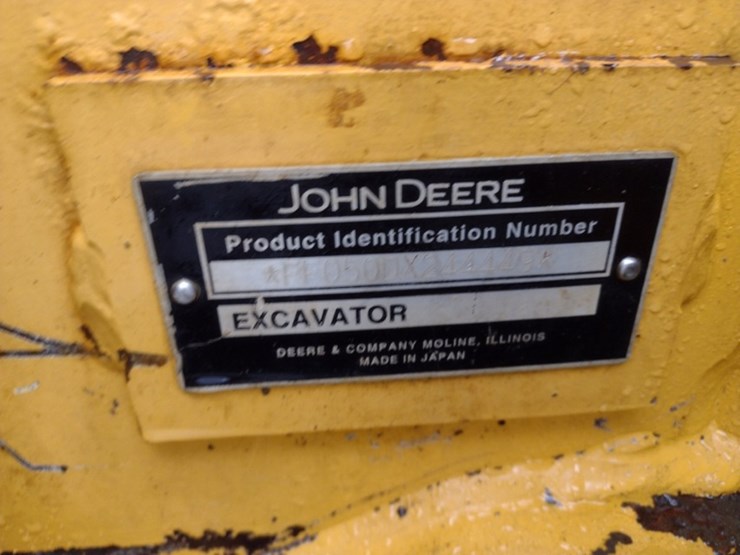 JOHN DEERE
Product Identification Number
EXCAVATOR
DEERE & COMPANY MOLINE, ILLINOIS
MADE IN JAPAN